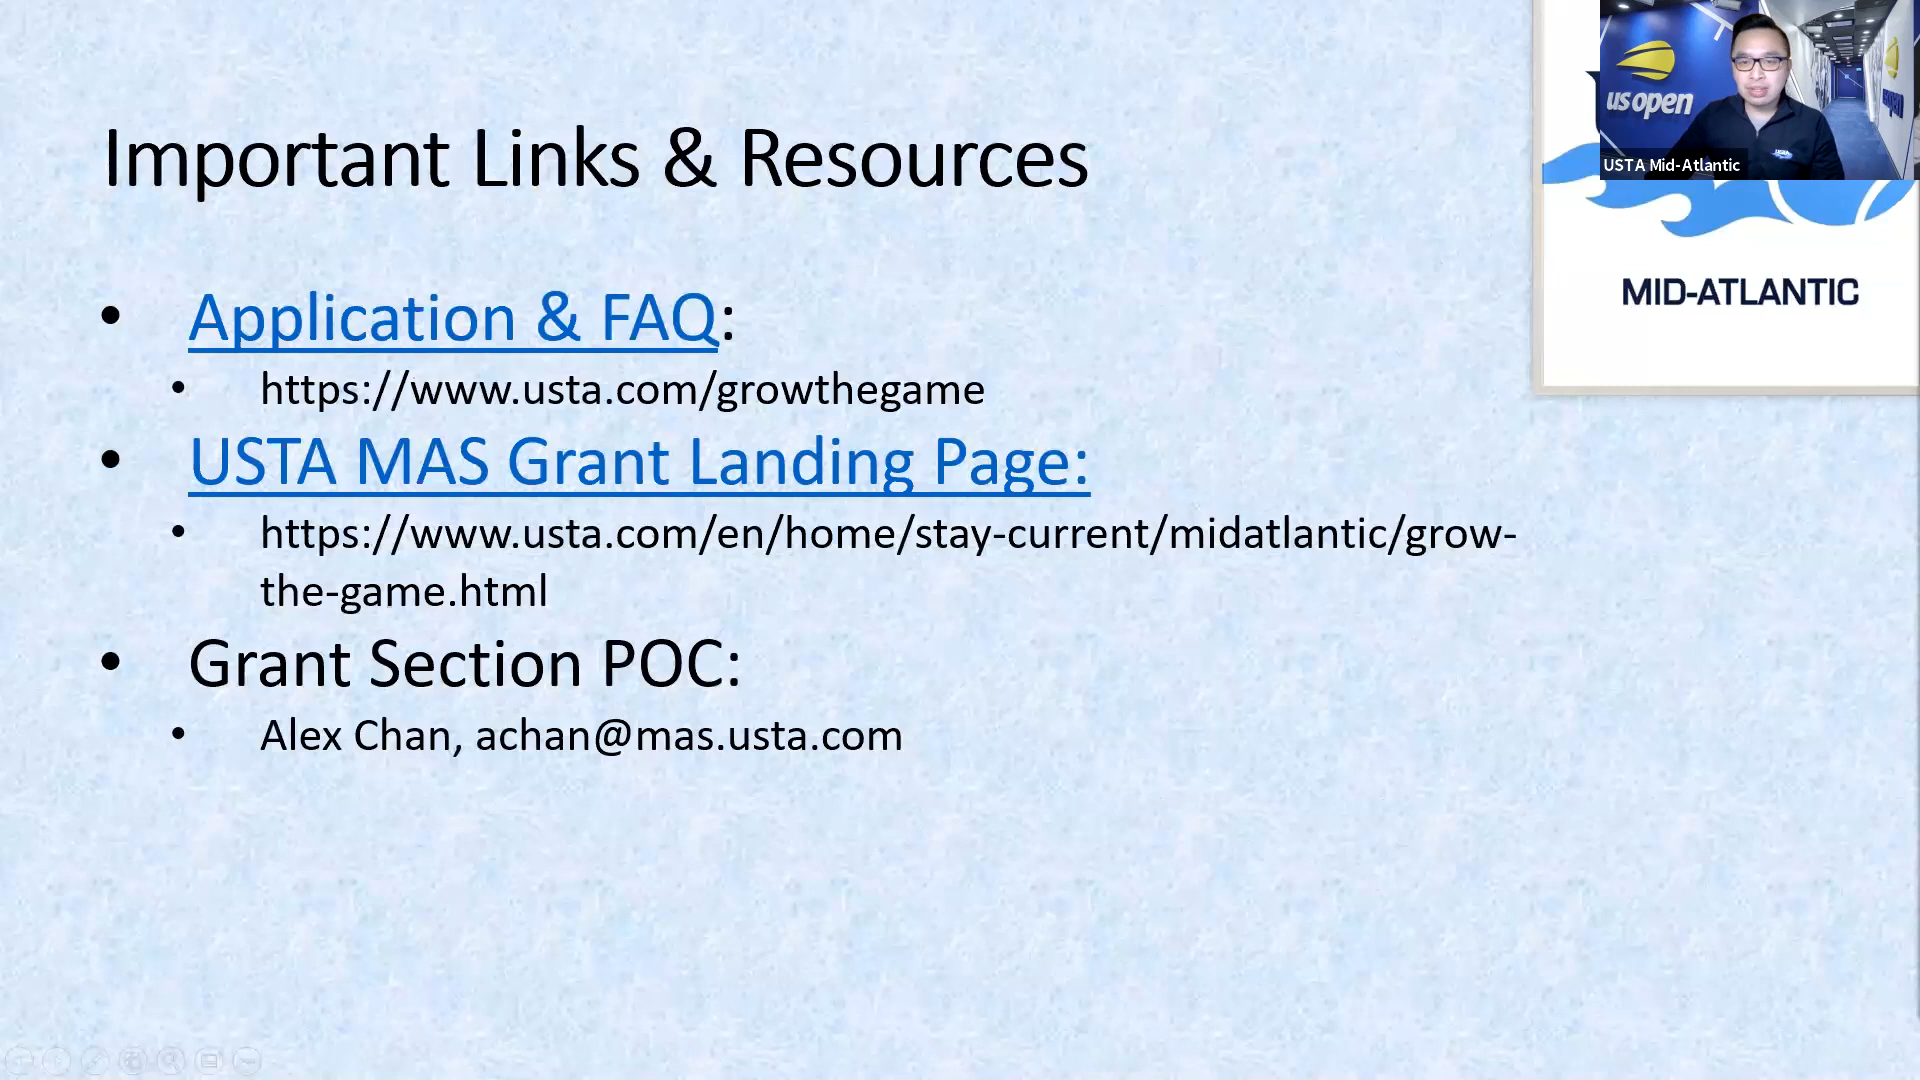 Important Links & Resources
• Application & FAQ:
• https://www.usta.com/growthegame
• USTA MAS Grant Landing Page:
• https://www.usta.com/en/home/stay-current/midatlantic/grow-
the-game.html
• Grant Section POC:
• Alex Chan, achan@mas.usta.com
us open
USTA Mid-Atlantic
MID-ATLANTIC